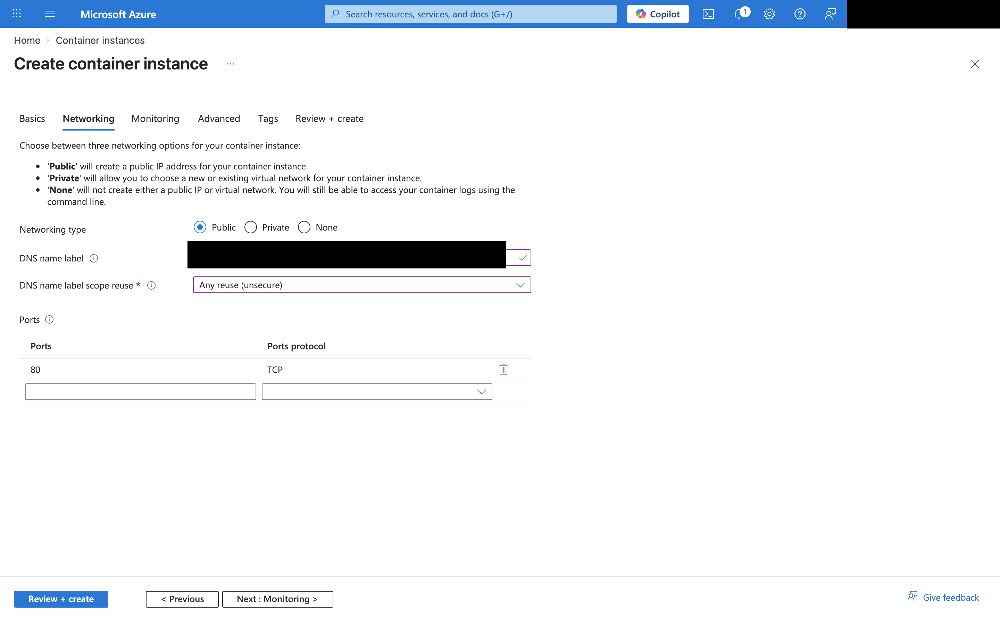 Microsoft Azure
Search resources, services, and docs (G+/)
Copilot
1
Home > Container instances
Create container instance ...
Basics Networking Monitoring Advanced Tags Review + create
Choose between three networking options for your container instance:
• 'Public' will create a public IP address for your container instance.
• 'Private' will allow you to choose a new or existing virtual network for your container instance.
• 'None' will not create either a public IP or virtual network. You will still be able to access your container logs using the
command line.
Networking type Public Private None
DNS name label
DNS name label scope reuse * Any reuse (unsecure)
Ports
Ports Ports protocol
80 TCP
Review + create < Previous Next : Monitoring > Give feedback